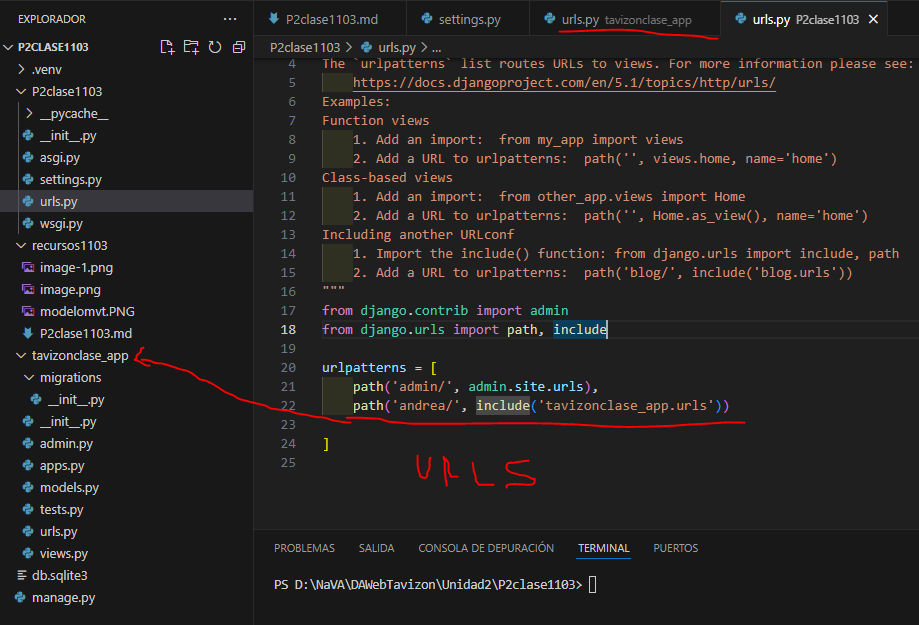 EXPLORADOR
P2CLASE1103
.venv
P2clase1103
__pycache__
__init__.py
asgi.py
settings.py
urls.py
wsgi.py
recursos1103
image-1.png
image.png
modelomvt.PNG
P2clase1103.md
tavizonclase_app
migrations
__init__.py
__init__.py
admin.py
apps.py
models.py
tests.py
urls.py
views.py
db.sqlite3
manage.py
P2clase1103.md
settings.py
urls.py tavizonclase_app
urls.py P2clase1103
P2clase1103 > urls.py > ...
4 The `urlpatterns` list routes URLs to views. For more information please see:
5 https://docs.djangoproject.com/en/5.1/topics/http/urls/
6 Examples:
7 Function views
8 1. Add an import:  from my_app import views
9 2. Add a URL to urlpatterns:  path('', views.home, name='home')
10 Class-based views
11 1. Add an import:  from other_app.views import Home
12 2. Add a URL to urlpatterns:  path('', Home.as_view(), name='home')
13 Including another URLconf
14 1. Import the include() function: from django.urls import include, path
15 2. Add a URL to urlpatterns:  path('blog/', include('blog.urls'))
16 """
17 from django.contrib import admin
18 from django.urls import path, include
19
20 urlpatterns = [
21 path('admin/', admin.site.urls),
22 path('andrea/', include('tavizonclase_app.urls'))
23
24 ]
25
URLS
PROBLEMAS SALIDA CONSOLA DE DEPURACIÓN TERMINAL PUERTOS
PS D:\NaVA\DAWebTavizon\Unidad2\P2clase1103>